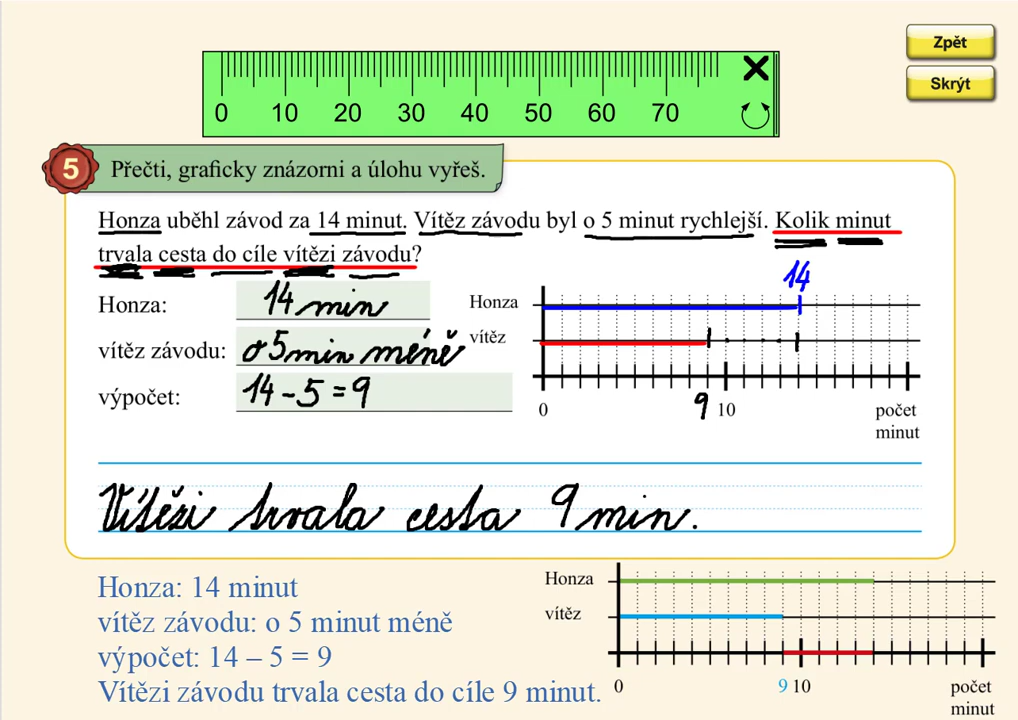 Zpět
Skrýt
0 10 20 30 40 50 60 70
5 Přečti, graficky znázorni a úlohu vyřeš.
Honza uběhl závod za 14 minut. Vítěz závodu byl o 5 minut rychlejší. Kolik minut
trvala cesta do cíle vítězi závodu?
14
Honza: 14 min
Honza
vítěz závodu: o 5 min méně
vítěz
výpočet: 14 - 5 = 9
0 9 10 počet
minut
Vítězi trvala cesta 9 min.
Honza: 14 minut
vítěz závodu: o 5 minut méně
výpočet: 14 – 5 = 9
Vítězi závodu trvala cesta do cíle 9 minut.
Honza
vítěz
0 9 10 počet
minut